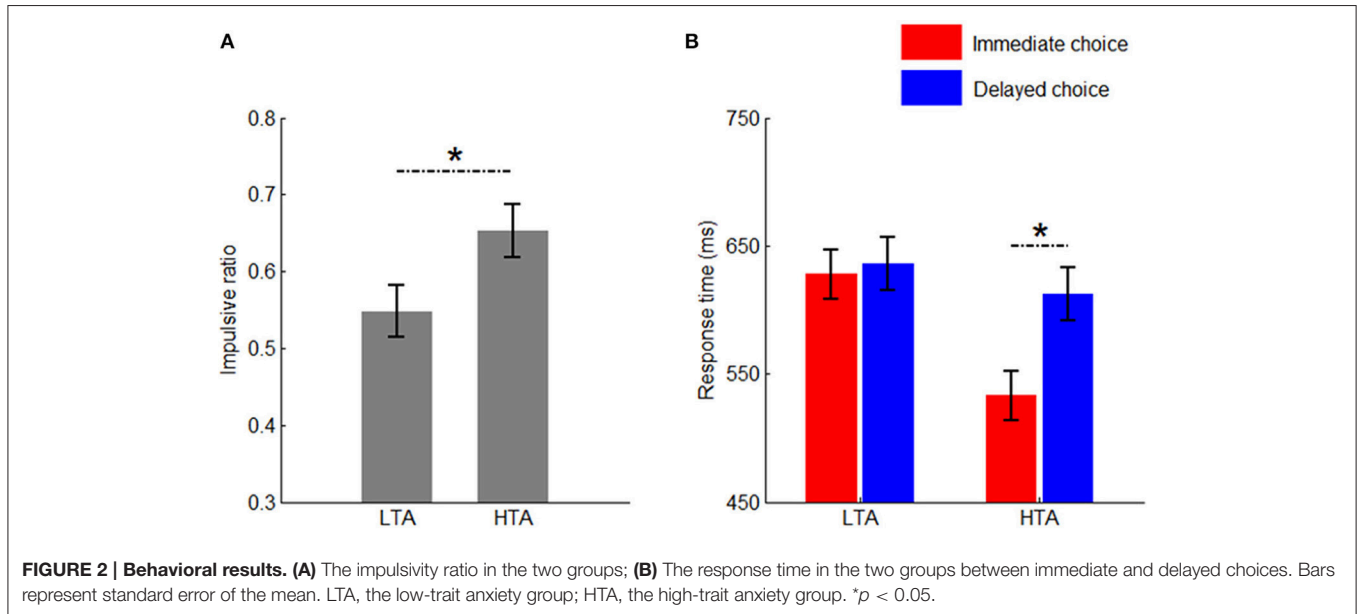 A
B
Immediate choice
Delayed choice
0.8
0.7
0.6
0.5
0.4
0.3
Impulsive ratio
*
LTA
HTA
750
650
550
450
Response time (ms)
*
LTA
HTA
FIGURE 2 | Behavioral results. (A) The impulsivity ratio in the two groups; (B) The response time in the two groups between immediate and delayed choices. Bars
represent standard error of the mean. LTA, the low-trait anxiety group; HTA, the high-trait anxiety group. *p < 0.05.